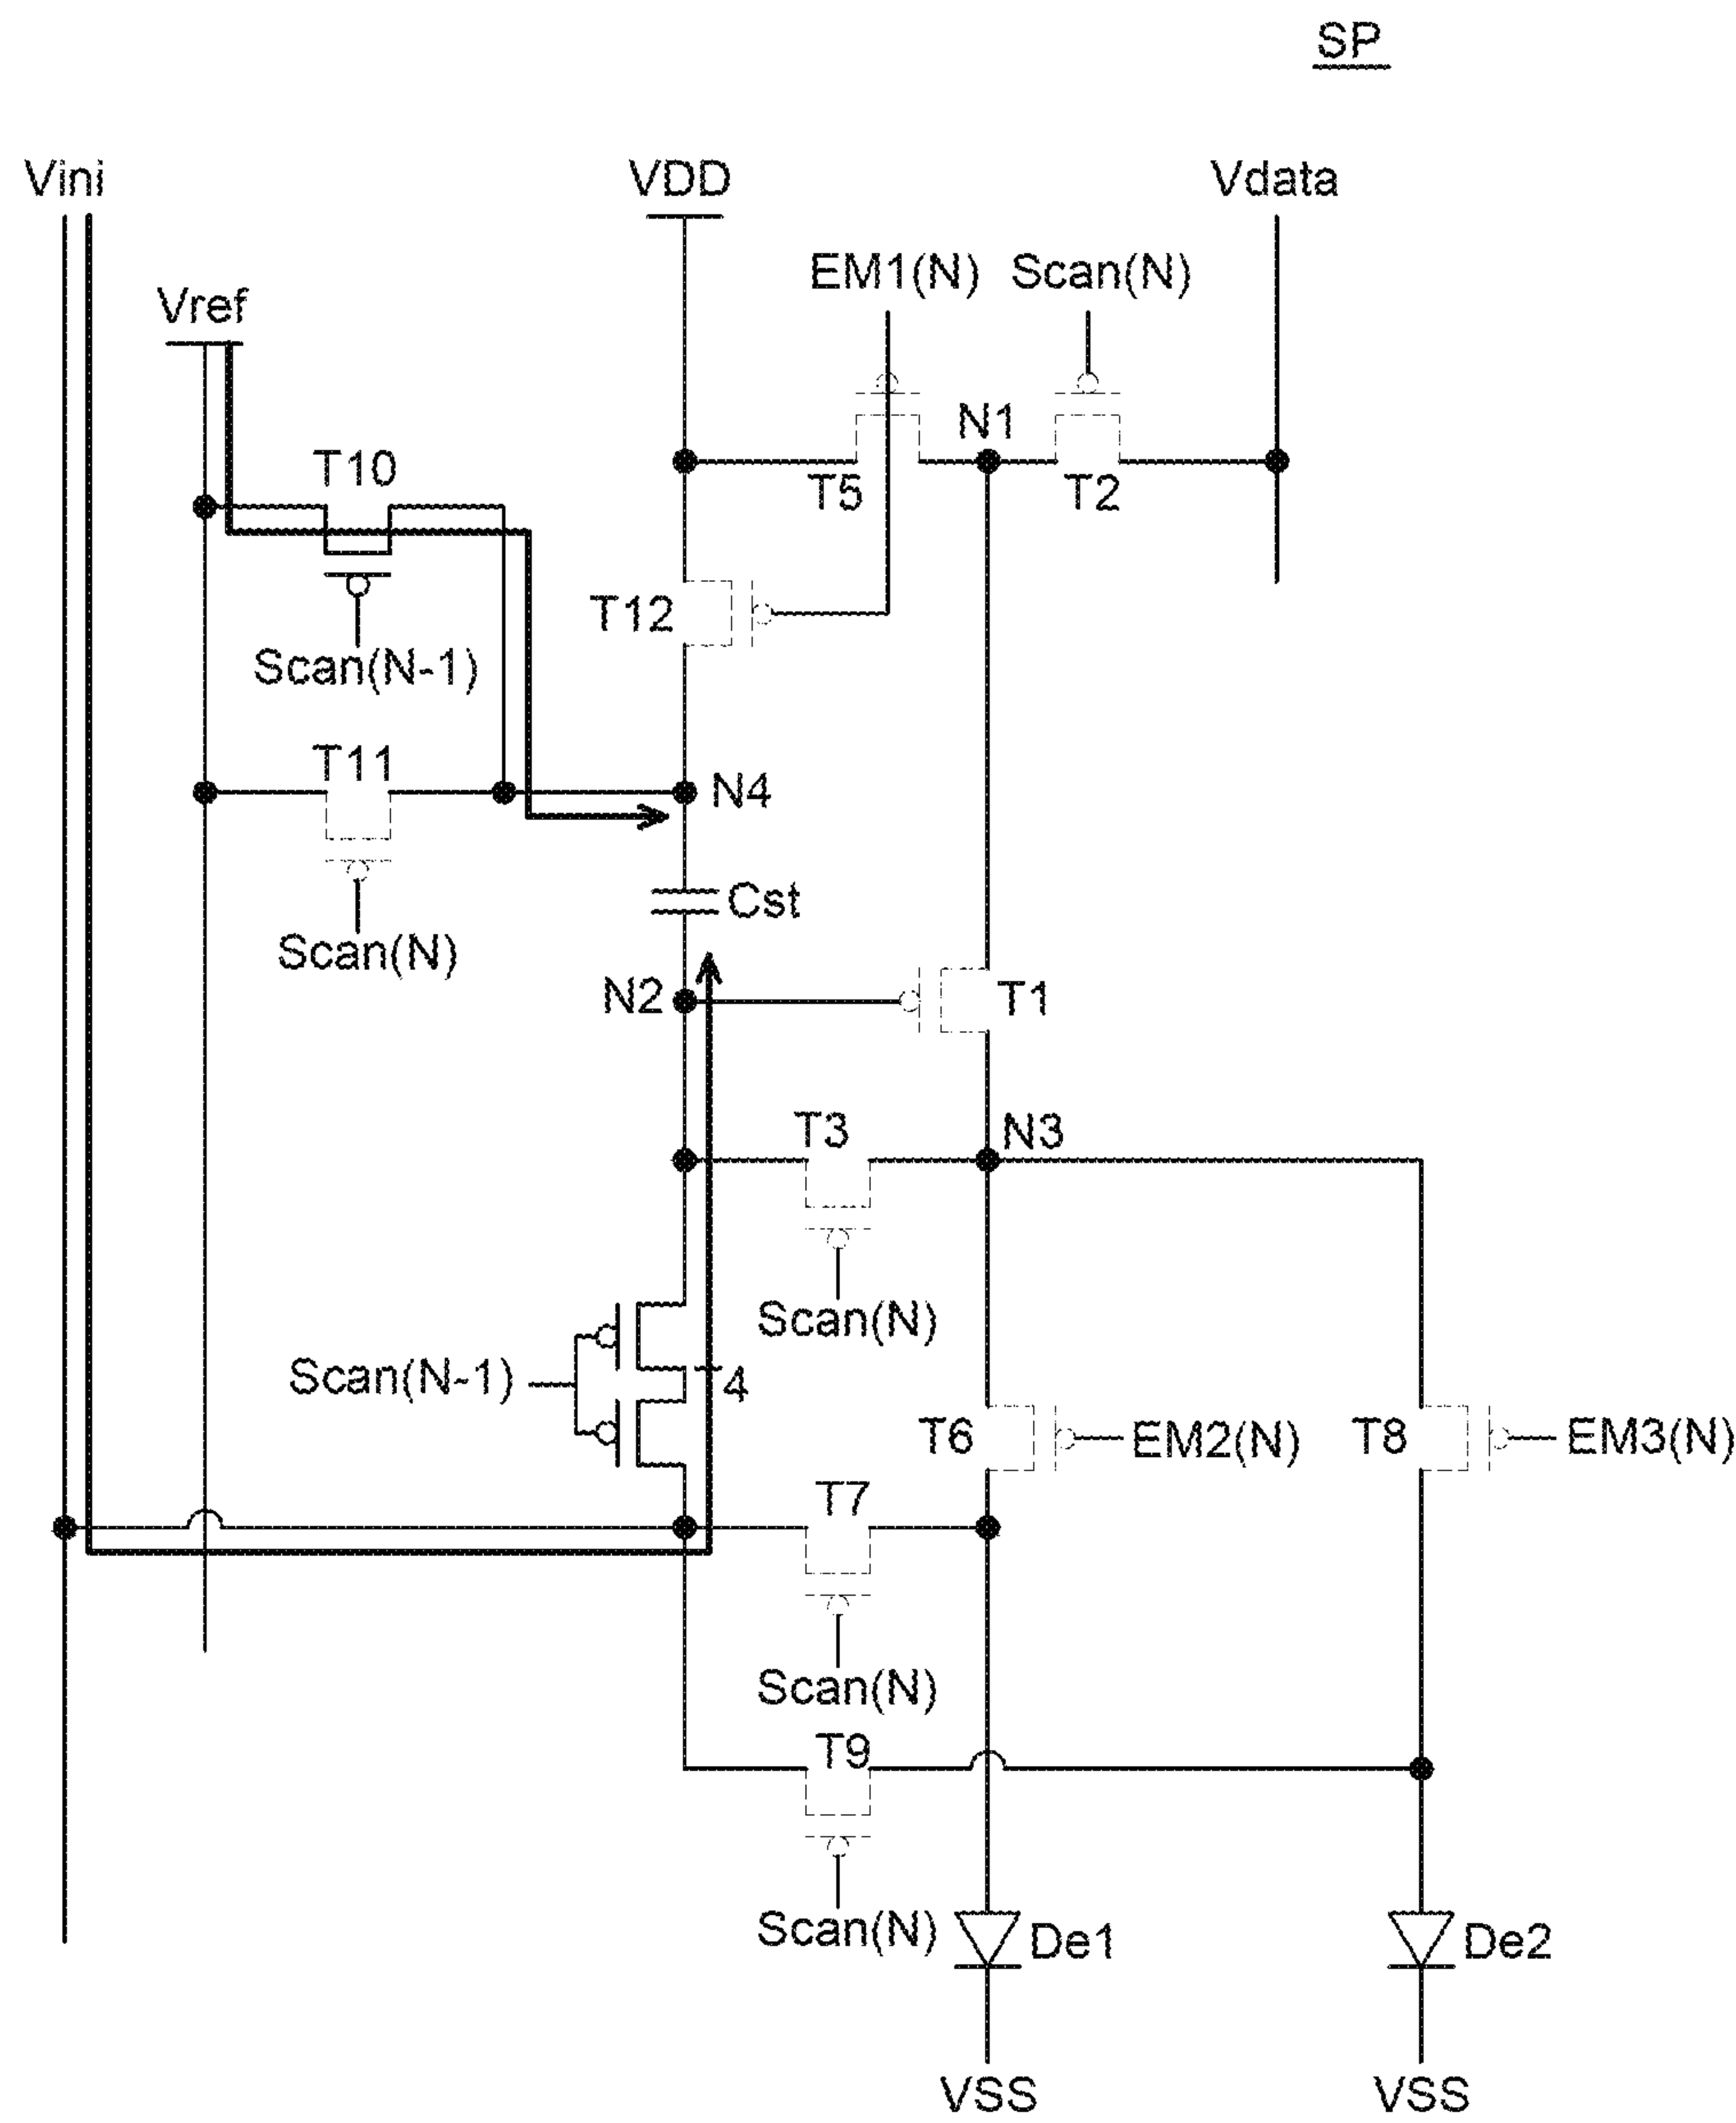 SP
Vini
VDD
Vdata
EM1(N)
Scan(N)
Vref
N1
T10
T5
T2
T12
Scan(N-1)
T11
N4
Cst
Scan(N)
N2
T1
T3
N3
Scan(N)
Scan(N-1)
4
T6
EM2(N)
T8
EM3(N)
T7
Scan(N)
T9
Scan(N)
De1
De2
VSS
VSS